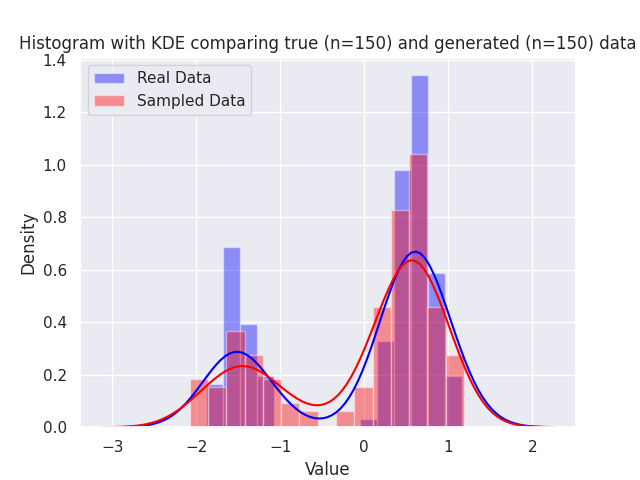 Histogram with KDE comparing true (n=150) and generated (n=150) data
Real Data
Sampled Data
1.4
1.2
1.0
0.8
0.6
0.4
0.2
0.0
Density
−3
−2
−1
0
1
2
Value